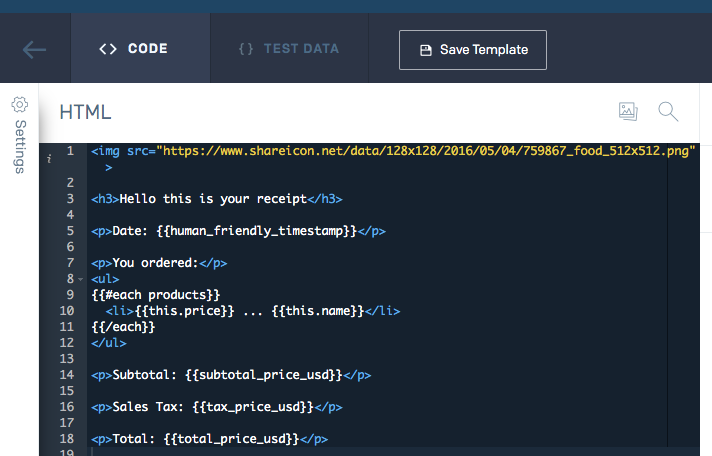 <> CODE
{} TEST DATA
Save Template
Settings
HTML
i
1 <img src="https://www.shareicon.net/data/128x128/2016/05/04/759867_food_512x512.png"
>
2
3 <h3>Hello this is your receipt</h3>
4
5 <p>Date: {{human_friendly_timestamp}}</p>
6
7 <p>You ordered:</p>
8 <ul>
9 {{#each products}}
10 <li>{{this.price}} ... {{this.name}}</li>
11 {{/each}}
12 </ul>
13
14 <p>Subtotal: {{subtotal_price_usd}}</p>
15
16 <p>Sales Tax: {{tax_price_usd}}</p>
17
18 <p>Total: {{total_price_usd}}</p>
19